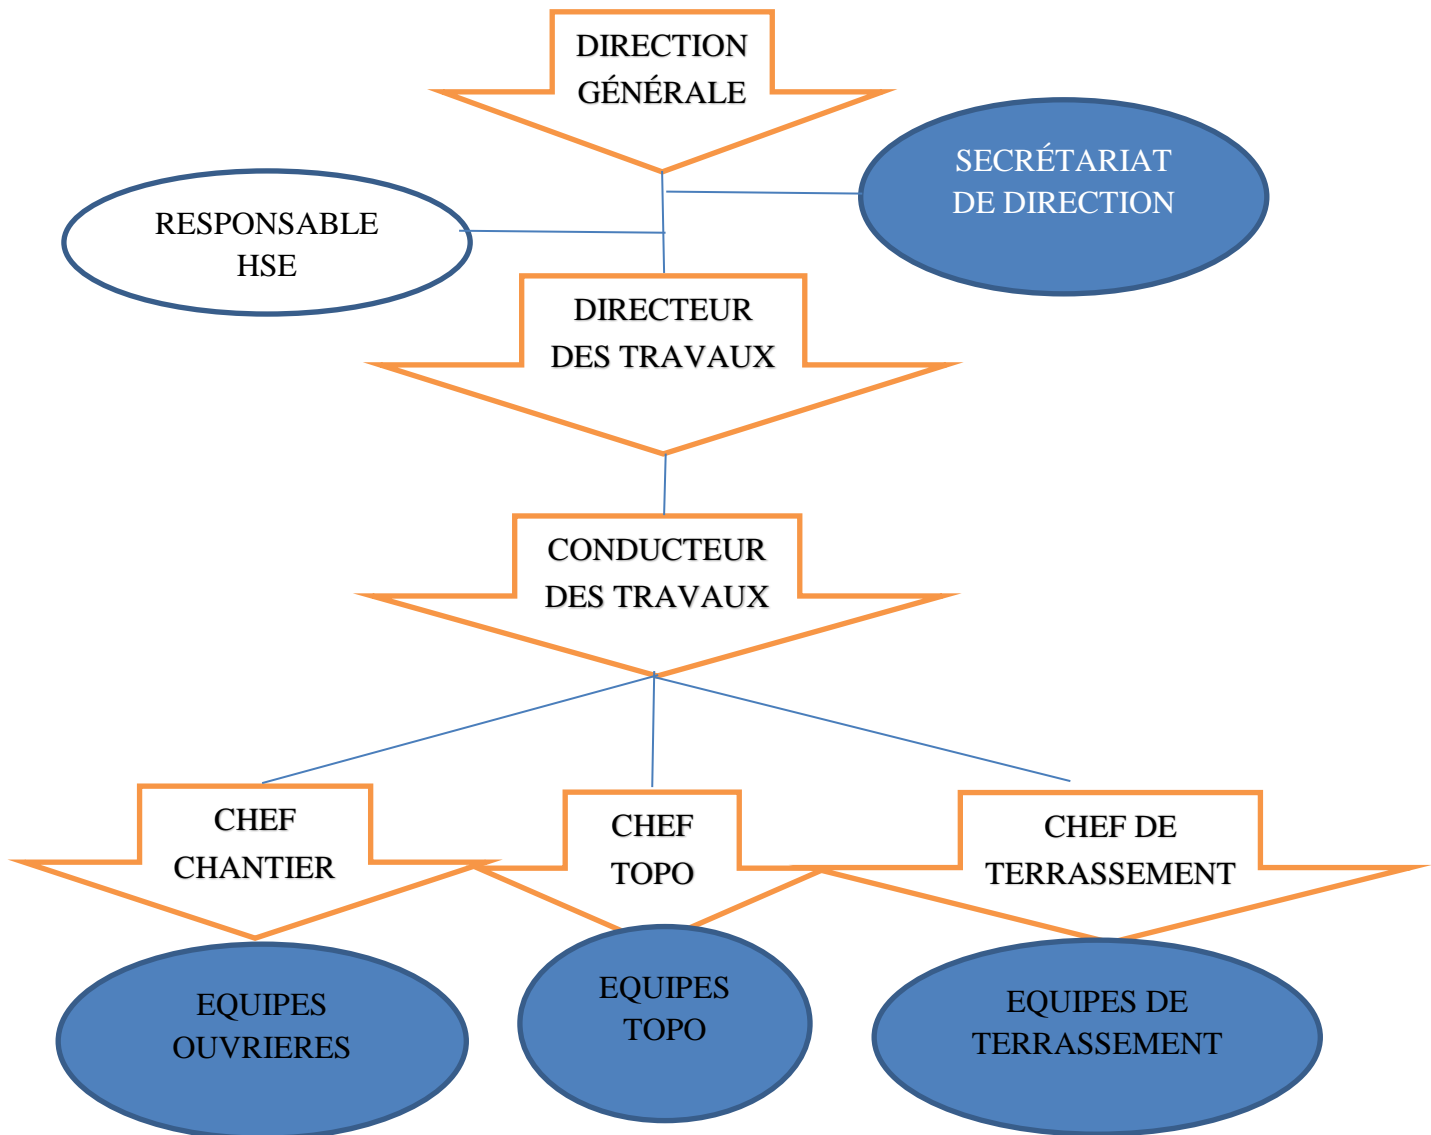 DIRECTION
GÉNÉRALE
SECRÉTARIAT
DE DIRECTION
RESPONSABLE
HSE
DIRECTEUR
DES TRAVAUX
CONDUCTEUR
DES TRAVAUX
CHEF
CHANTIER
CHEF
TOPO
CHEF DE
TERRASSEMENT
EQUIPES
OUVRIERES
EQUIPES
TOPO
EQUIPES DE
TERRASSEMENT